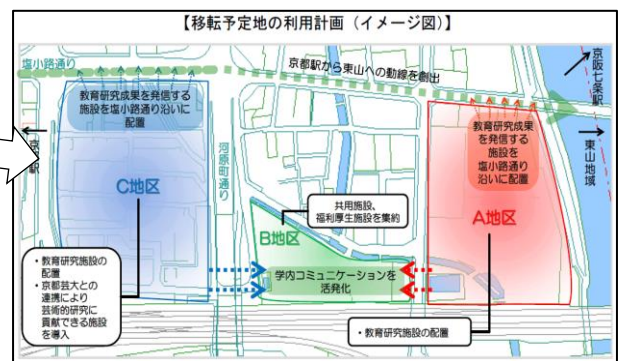 【移転予定地の利用計画（イメージ図）】
塩小路通り
京都駅から東山への動線を創出
京阪七条駅
教育研究成果を発信する
施設を塩小路通り沿いに
配置
教育研究成果
を発信する
施設を
塩小路通り
沿いに配置
東山地域
河原町通り
C地区
共用施設、
福利厚生施設を集約
A地区
B地区
学内コミュニケーションを
活発化
・教育研究施設の
配置
・京都芸大との
連携により
芸術的研究に
貢献できる施設
を導入
・教育研究施設の配置